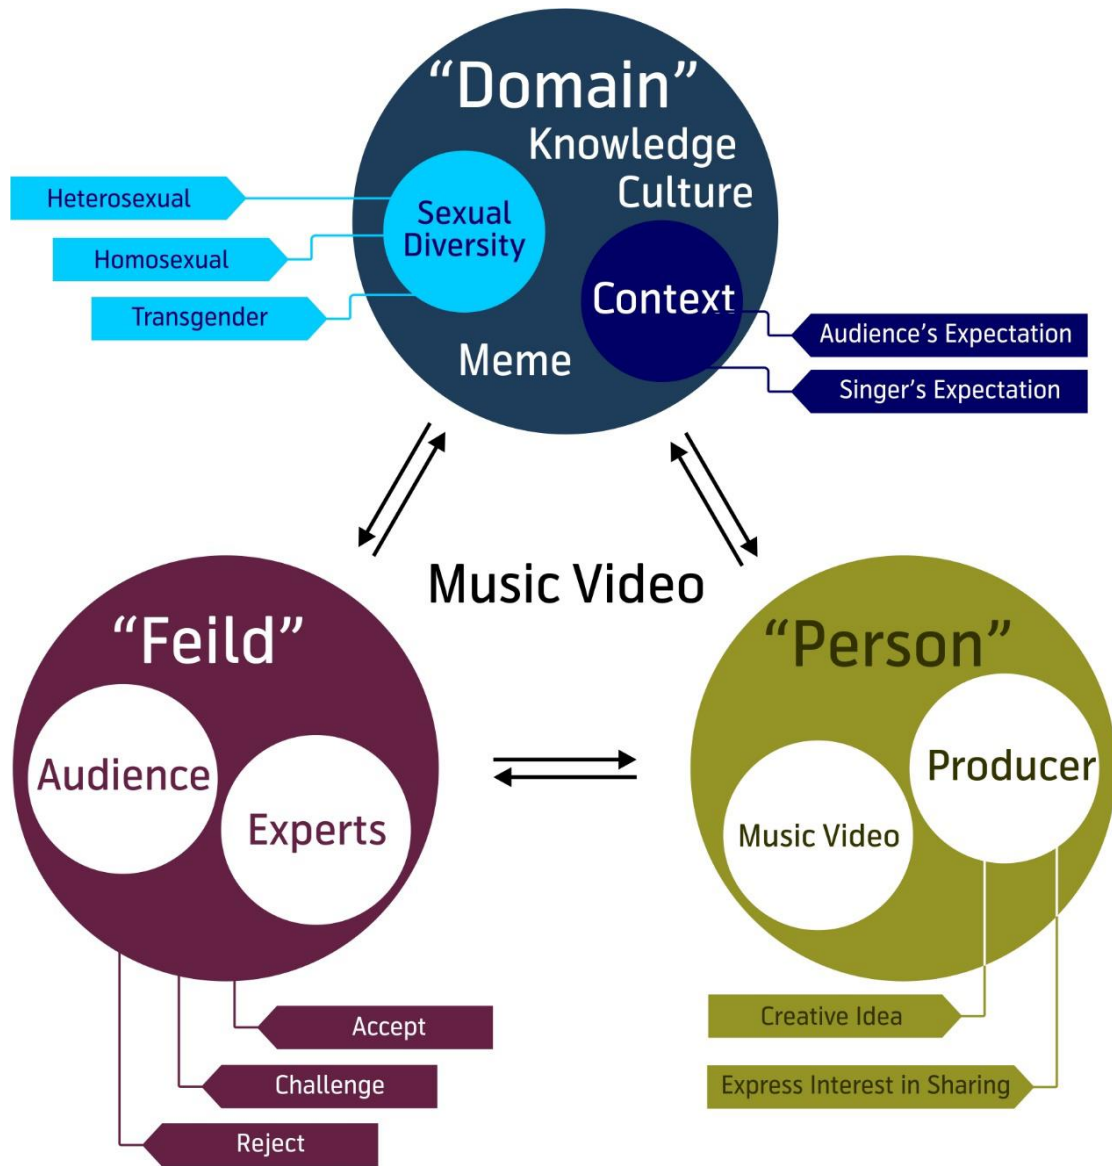 “Domain”
Knowledge
Culture
Heterosexual
Sexual
Diversity
Homosexual
Transgender
Context
Audience’s Expectation
Meme
Singer’s Expectation
Music Video
“Feild”
“Person”
Audience
Experts
Producer
Music Video
Accept
Challenge
Reject
Creative Idea
Express Interest in Sharing